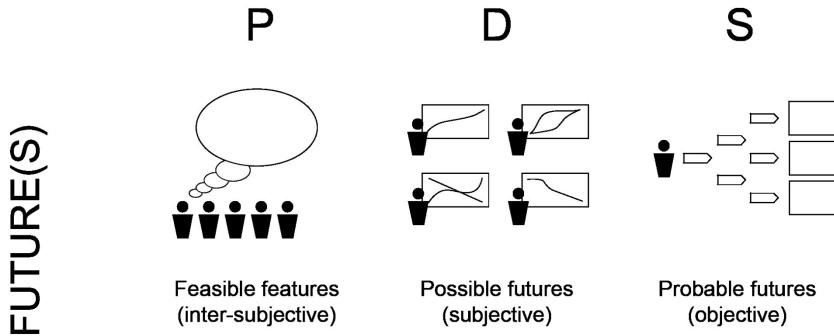 P D S
FUTURE(S)
Feasible features
(inter-subjective)
Possible futures
(subjective)
Probable futures
(objective)